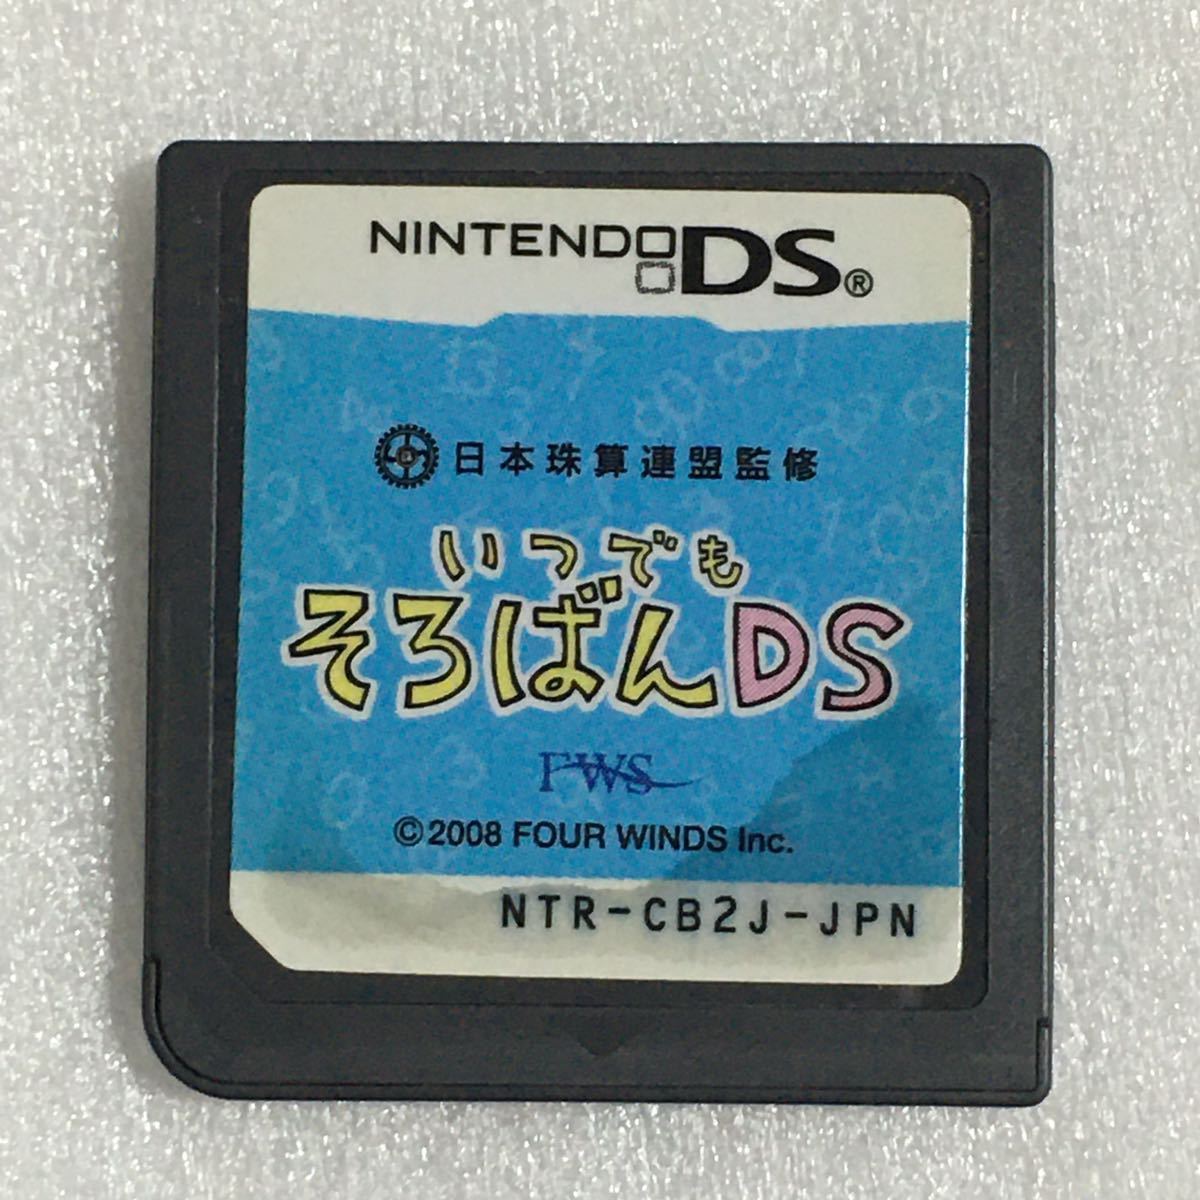 NINTENDO DS®
日本珠算連盟監修
いつでも
そろばんDS
FWS
©2008 FOUR WINDS Inc.
NTR-CB2J-JPN